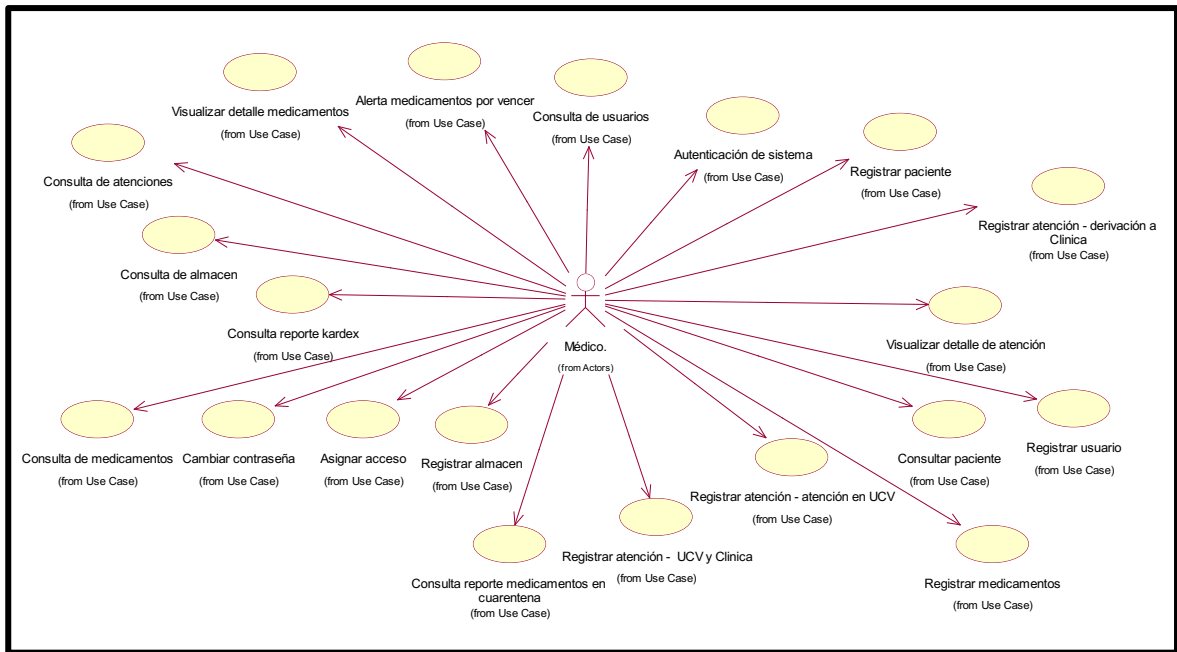 Visualizar detalle medicamentos
(from Use Case)
Alerta medicamentos por vencer
(from Use Case)
Consulta de usuarios
(from Use Case)
Autenticación de sistema
(from Use Case)
Registrar paciente
(from Use Case)
Consulta de atenciones
(from Use Case)
Registrar atención - derivación a
Clinica
(from Use Case)
Consulta de almacen
(from Use Case)
Consulta reporte kardex
(from Use Case)
Médico.
(from Actors)
Visualizar detalle de atención
(from Use Case)
Consulta de medicamentos
(from Use Case)
Cambiar contraseña
(from Use Case)
Asignar acceso
(from Use Case)
Registrar almacen
(from Use Case)
Registrar atención - atención en UCV
(from Use Case)
Consultar paciente
(from Use Case)
Registrar usuario
(from Use Case)
Consulta reporte medicamentos en
cuarentena
(from Use Case)
Registrar atención -  UCV y Clinica
(from Use Case)
Registrar medicamentos
(from Use Case)